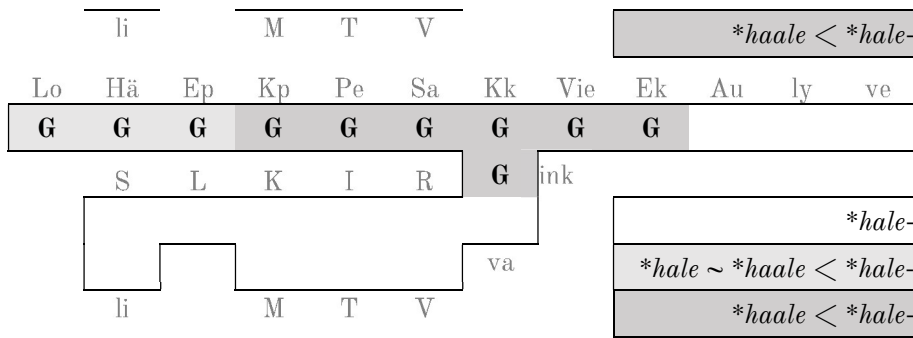 li M T V
*haale < *hale-
Lo Hä Ep Kp Pe Sa Kk Vie Ek Au ly ve
G G G G G G G G G
S L K I R G ink
*hale-
va
*hale ~ *haale < *hale-
li M T V
*haale < *hale-